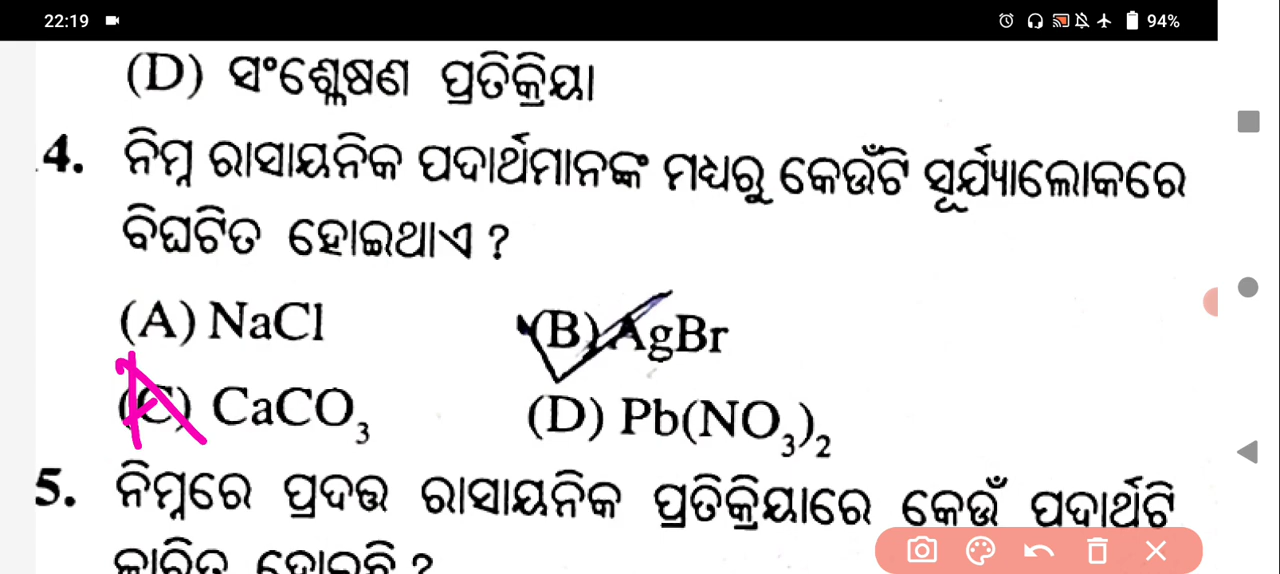 22:19 94%
(D) ସଂଶ୍ଳେଷଣ ପ୍ରତିକ୍ରିୟା
4. ନିମ୍ନ ରାସାୟନିକ ପଦାର୍ଥମାନଙ୍କ ମଧ୍ୟରୁ କେଉଁଟି ସୂର୍ଯ୍ୟାଲୋକରେ
ବିଘଟିତ ହୋଇଥାଏ ?
(A) NaCl (B) AgBr
(C) CaCO₃ (D) Pb(NO₃)₂
5. ନିମ୍ନରେ ପ୍ରଦତ୍ତ ରାସାୟନିକ ପ୍ରତିକ୍ରିୟାରେ କେଉଁ ପଦାର୍ଥଟି